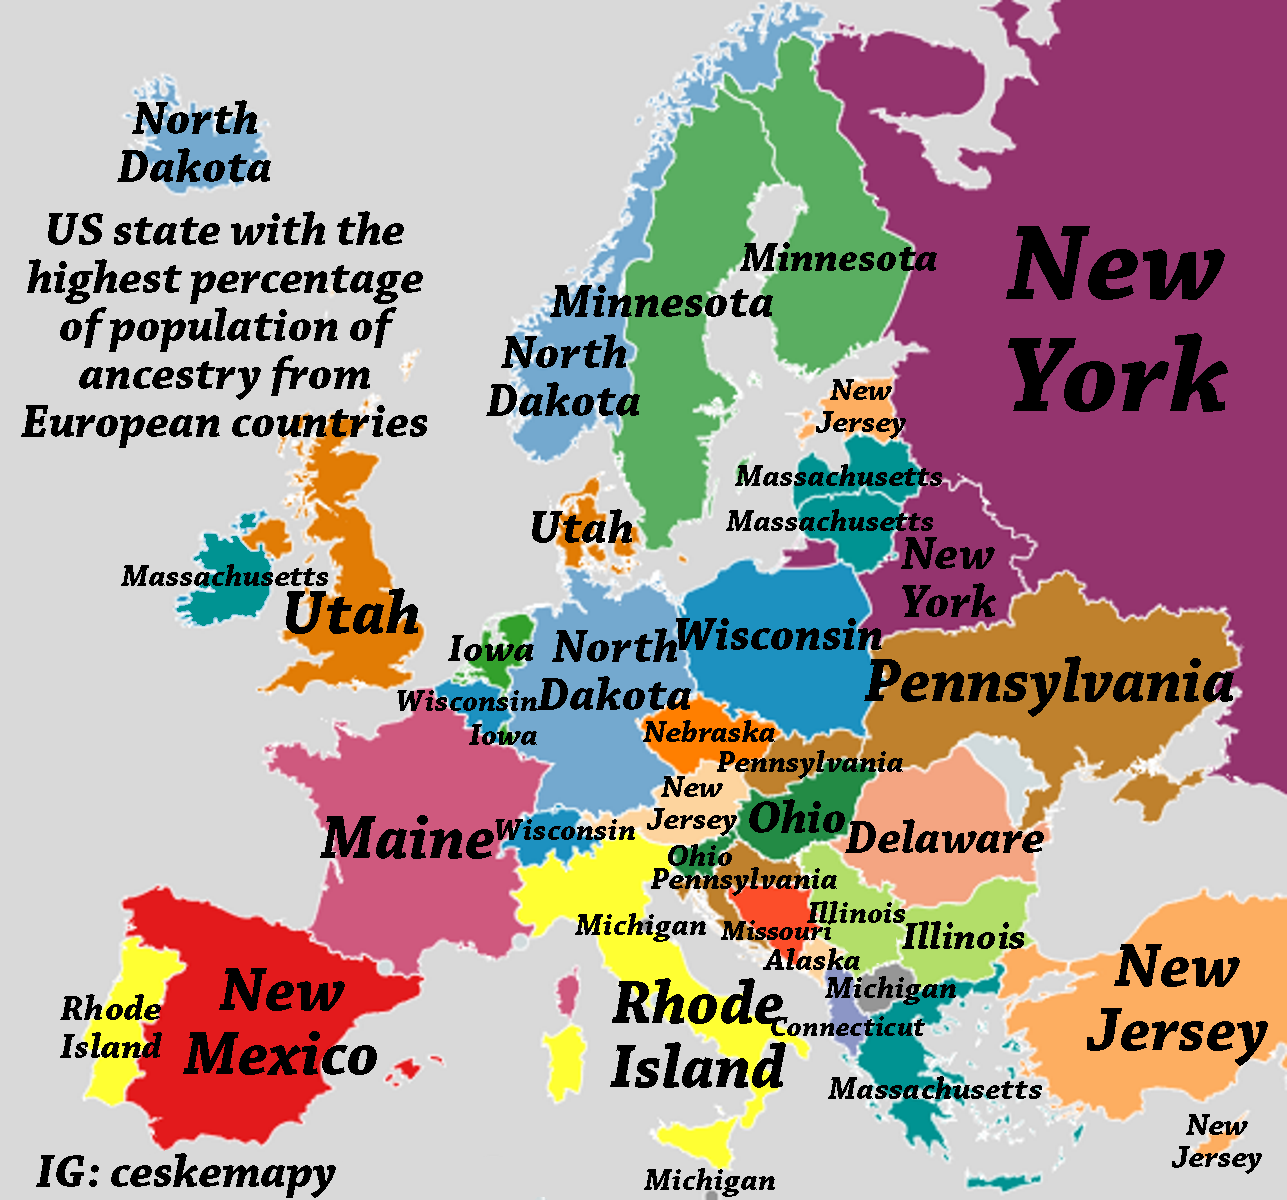 North
Dakota
US state with the
highest percentage
of population of
ancestry from
European countries
New
York
Minnesota
Minnesota
North
Dakota
New
Jersey
Massachusetts
Massachusetts
New
York
Utah
Massachusetts
Utah
Iowa
North
Dakota
Wisconsin
Pennsylvania
Wisconsin
Iowa
Nebraska
Pennsylvania
New
Jersey
Ohio
Delaware
Maine
Wisconsin
Ohio
Pennsylvania
Illinois
Illinois
Michigan
Missouri
Alaska
Michigan
Connecticut
New
Jersey
Rhode
Island
New
Mexico
Rhode
Island
Massachusetts
New
Jersey
Michigan
IG: ceskemapy